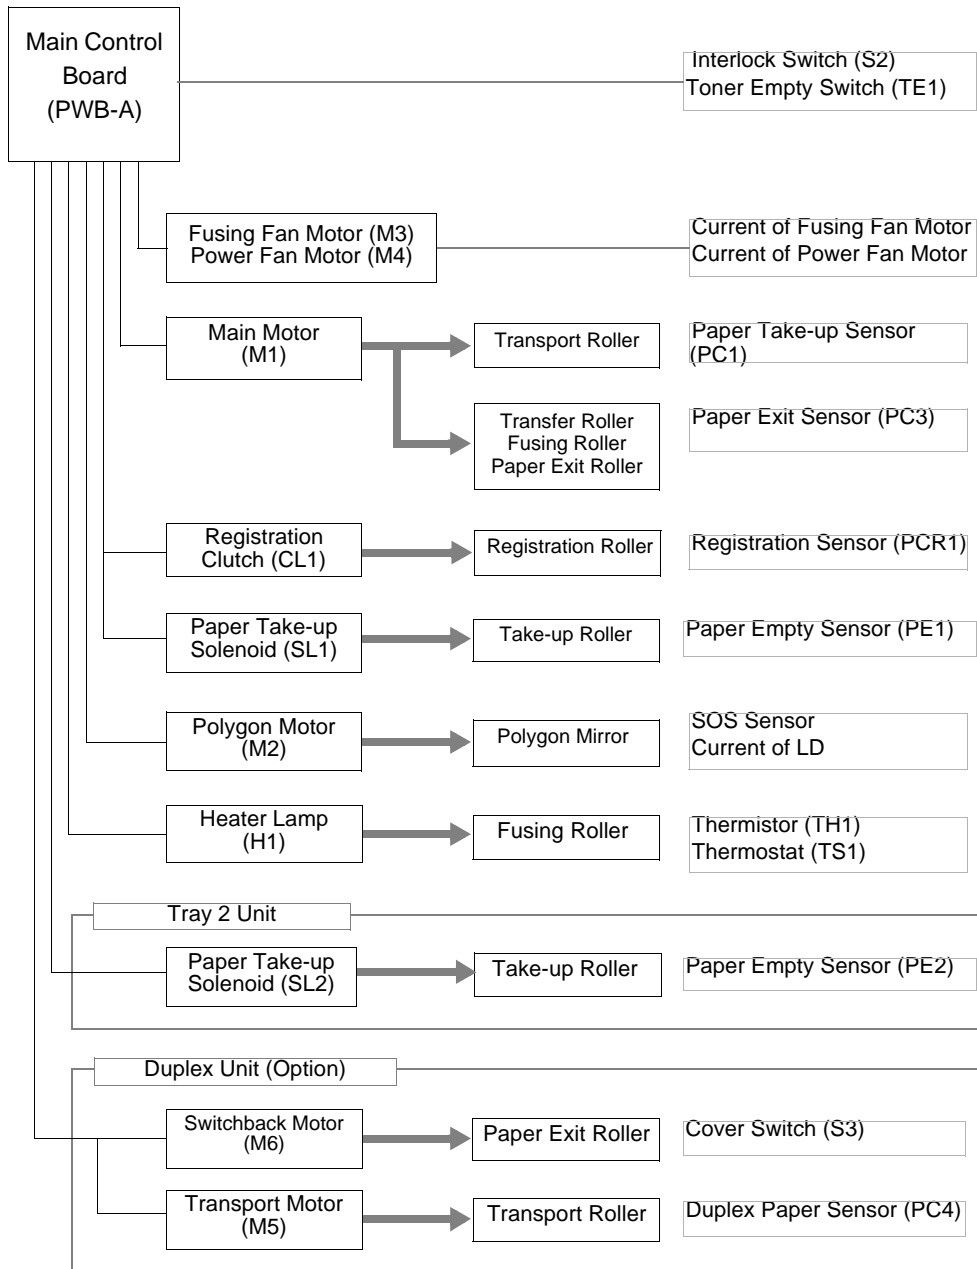 Main Control
Board
(PWB-A)
Interlock Switch (S2)
Toner Empty Switch (TE1)
Fusing Fan Motor (M3)
Power Fan Motor (M4)
Current of Fusing Fan Motor
Current of Power Fan Motor
Main Motor
(M1)
Transport Roller
Paper Take-up Sensor
(PC1)
Transfer Roller
Fusing Roller
Paper Exit Roller
Paper Exit Sensor (PC3)
Registration
Clutch (CL1)
Registration Roller
Registration Sensor (PCR1)
Paper Take-up
Solenoid (SL1)
Take-up Roller
Paper Empty Sensor (PE1)
Polygon Motor
(M2)
Polygon Mirror
SOS Sensor
Current of LD
Heater Lamp
(H1)
Fusing Roller
Thermistor (TH1)
Thermostat (TS1)
Tray 2 Unit
Paper Take-up
Solenoid (SL2)
Take-up Roller
Paper Empty Sensor (PE2)
Duplex Unit (Option)
Switchback Motor
(M6)
Paper Exit Roller
Cover Switch (S3)
Transport Motor
(M5)
Transport Roller
Duplex Paper Sensor (PC4)